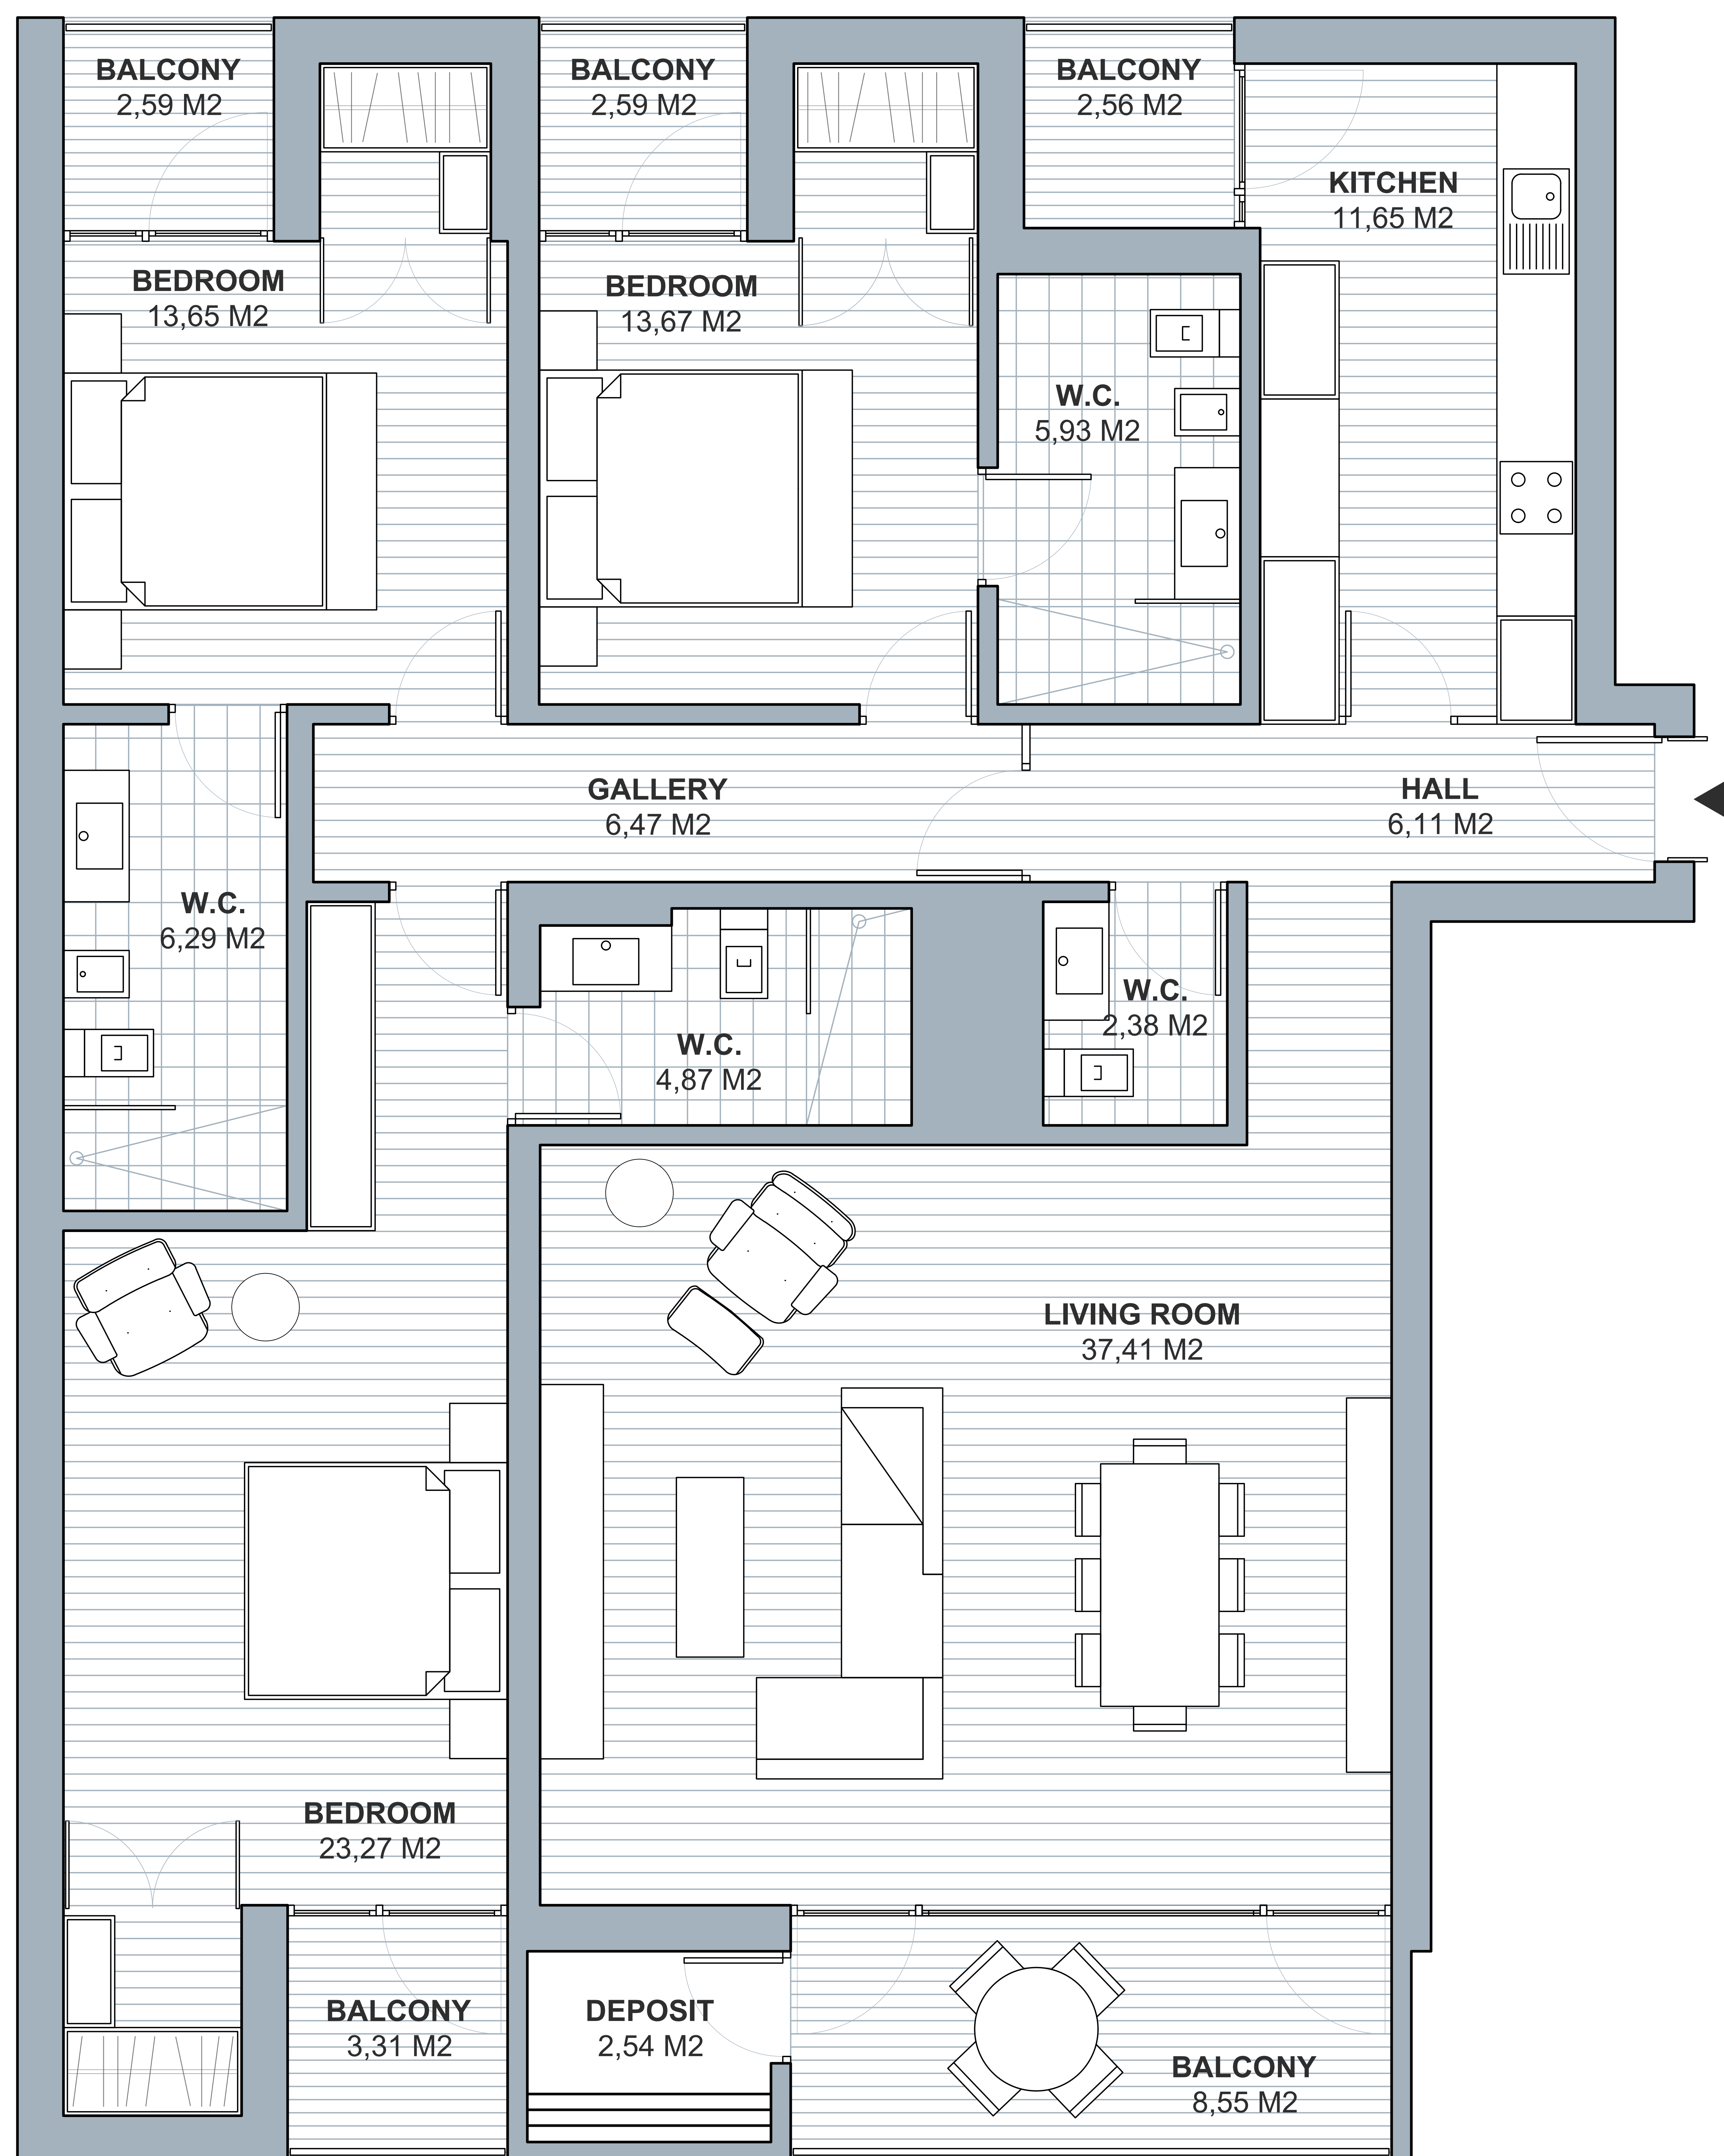 BALCONY
2,59 M2
BALCONY
2,59 M2
BALCONY
2,56 M2
KITCHEN
11,65 M2
BEDROOM
13,65 M2
BEDROOM
13,67 M2
W.C.
5,93 M2
GALLERY
6,47 M2
HALL
6,11 M2
W.C.
6,29 M2
W.C.
4,87 M2
W.C.
2,38 M2
LIVING ROOM
37,41 M2
BEDROOM
23,27 M2
BALCONY
3,31 M2
DEPOSIT
2,54 M2
BALCONY
8,55 M2